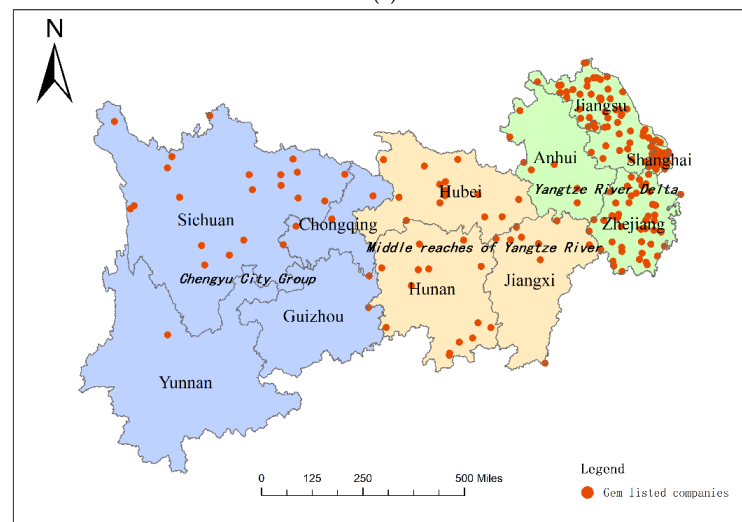 N
Jiangsu
Anhui
Shanghai
Hubei
Yangtze River Delta
Sichuan
Chongqing
Zhejiang
Middle reaches of Yangtze River
Chengyu City Group
Hunan
Jiangxi
Guizhou
Yunnan
0 125 250 500 Miles
Legend
Gem listed companies